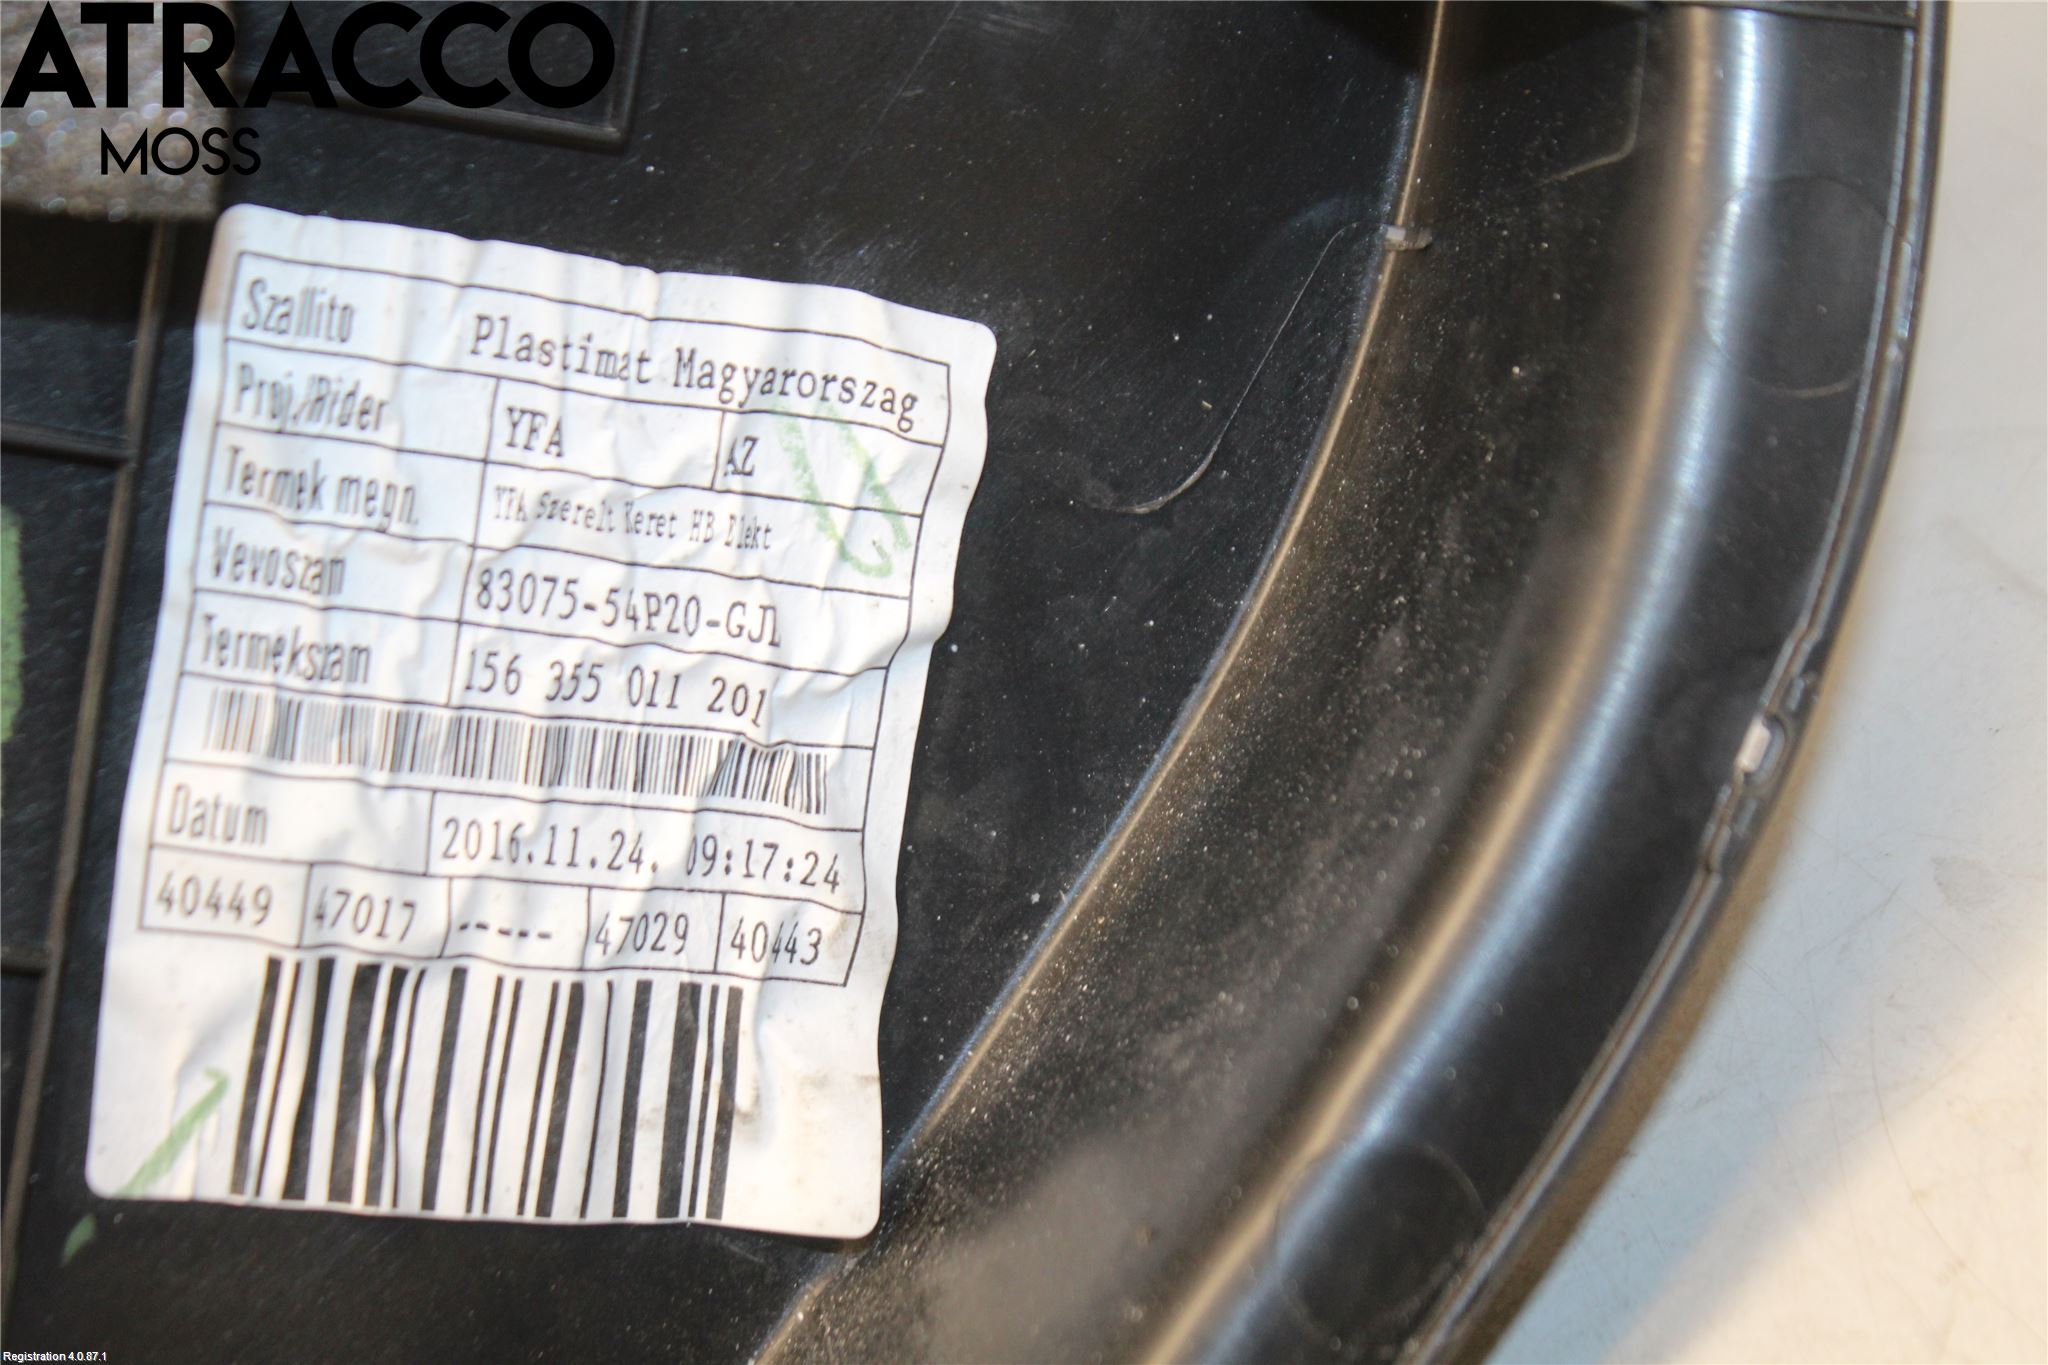 ATRACCO
MOSS
Szallito Plastimat Magyarorszag
Proj./Rider YFA AZ
Termek megn. YFA Szerelt Keret HB Elekt
Vevoszam 83075-54P20-GJ1
Termekszam 156 355 011 201
Datum 2016.11.24. 09:17:24
40449 47017 ----- 47029 40443
Registration 4.0.87.1